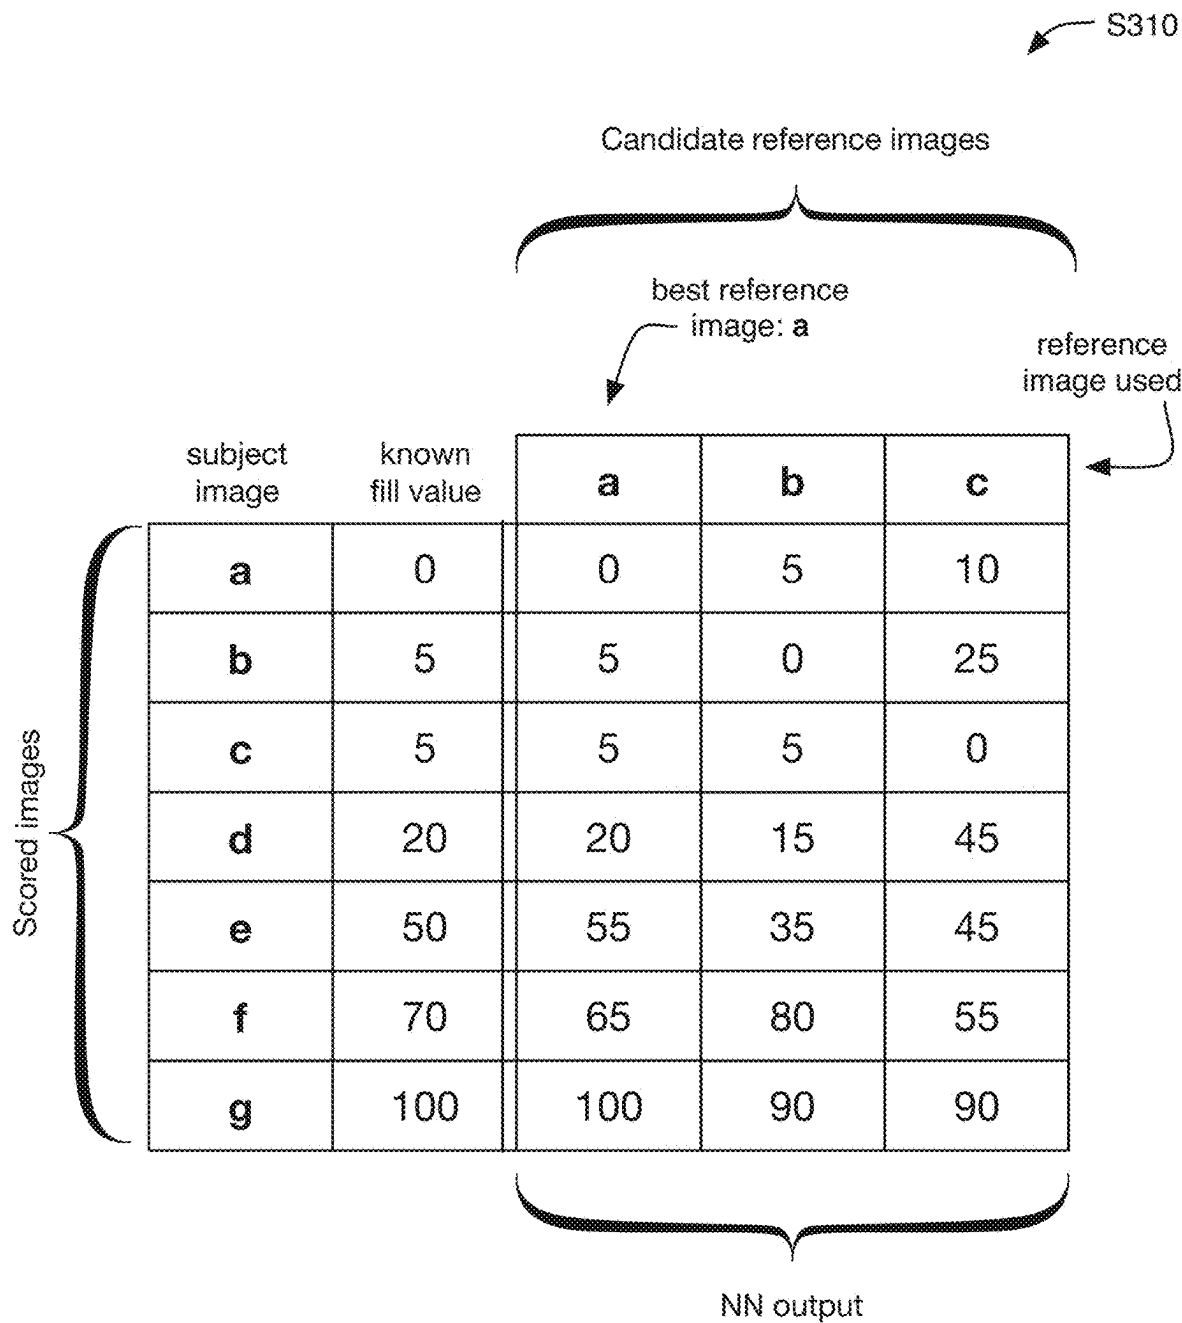 S310
Candidate reference images
best reference
image: a
reference
image used
subject
image
known
fill value
a b c
a 0 0 5 10
b 5 5 0 25
c 5 5 5 0
d 20 20 15 45
e 50 55 35 45
f 70 65 80 55
g 100 100 90 90
Scored images
NN output